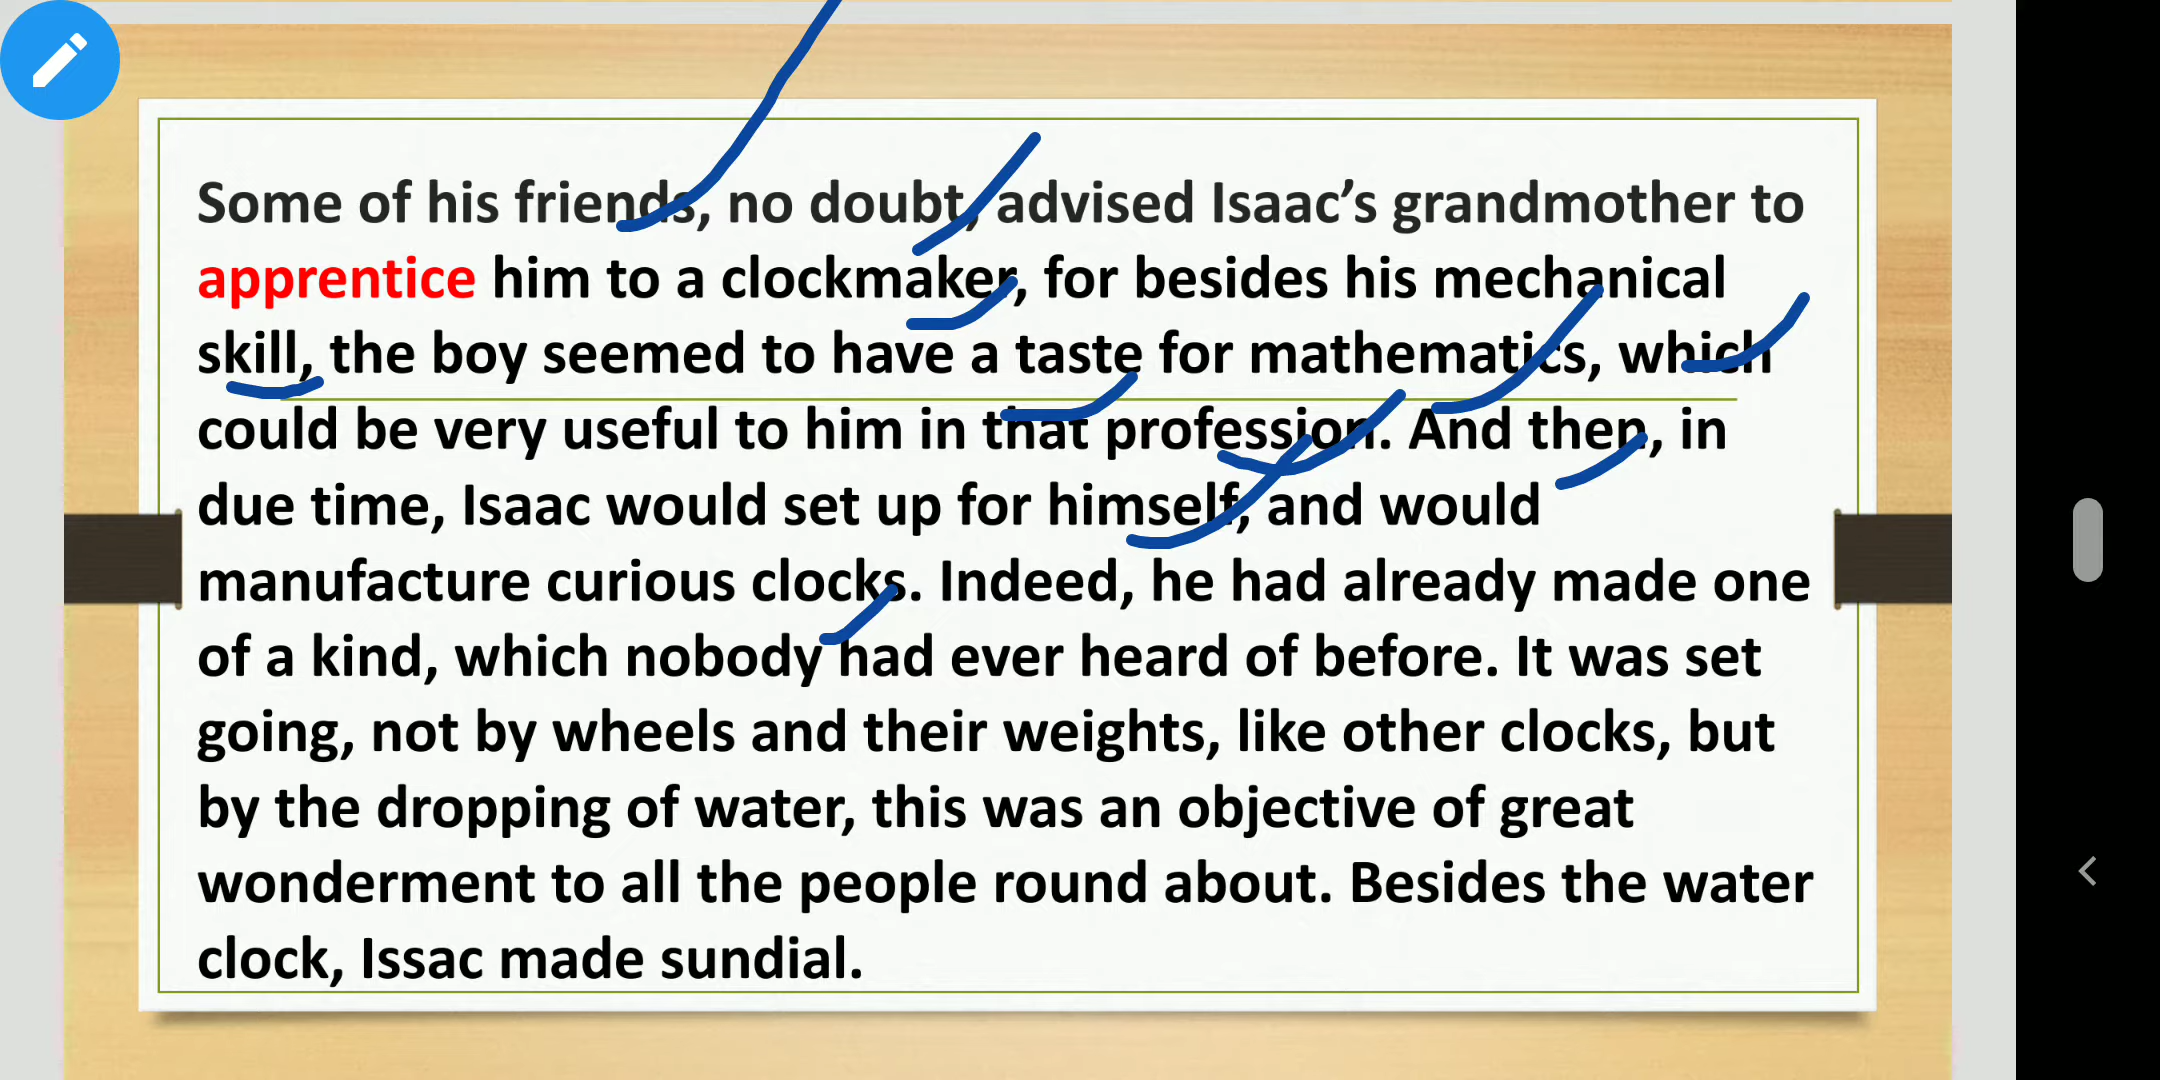 Some of his friends, no doubt, advised Isaac’s grandmother to
apprentice him to a clockmaker, for besides his mechanical
skill, the boy seemed to have a taste for mathematics, which
could be very useful to him in that profession. And then, in
due time, Isaac would set up for himself, and would
manufacture curious clocks. Indeed, he had already made one
of a kind, which nobody had ever heard of before. It was set
going, not by wheels and their weights, like other clocks, but
by the dropping of water, this was an objective of great
wonderment to all the people round about. Besides the water
clock, Issac made sundial.